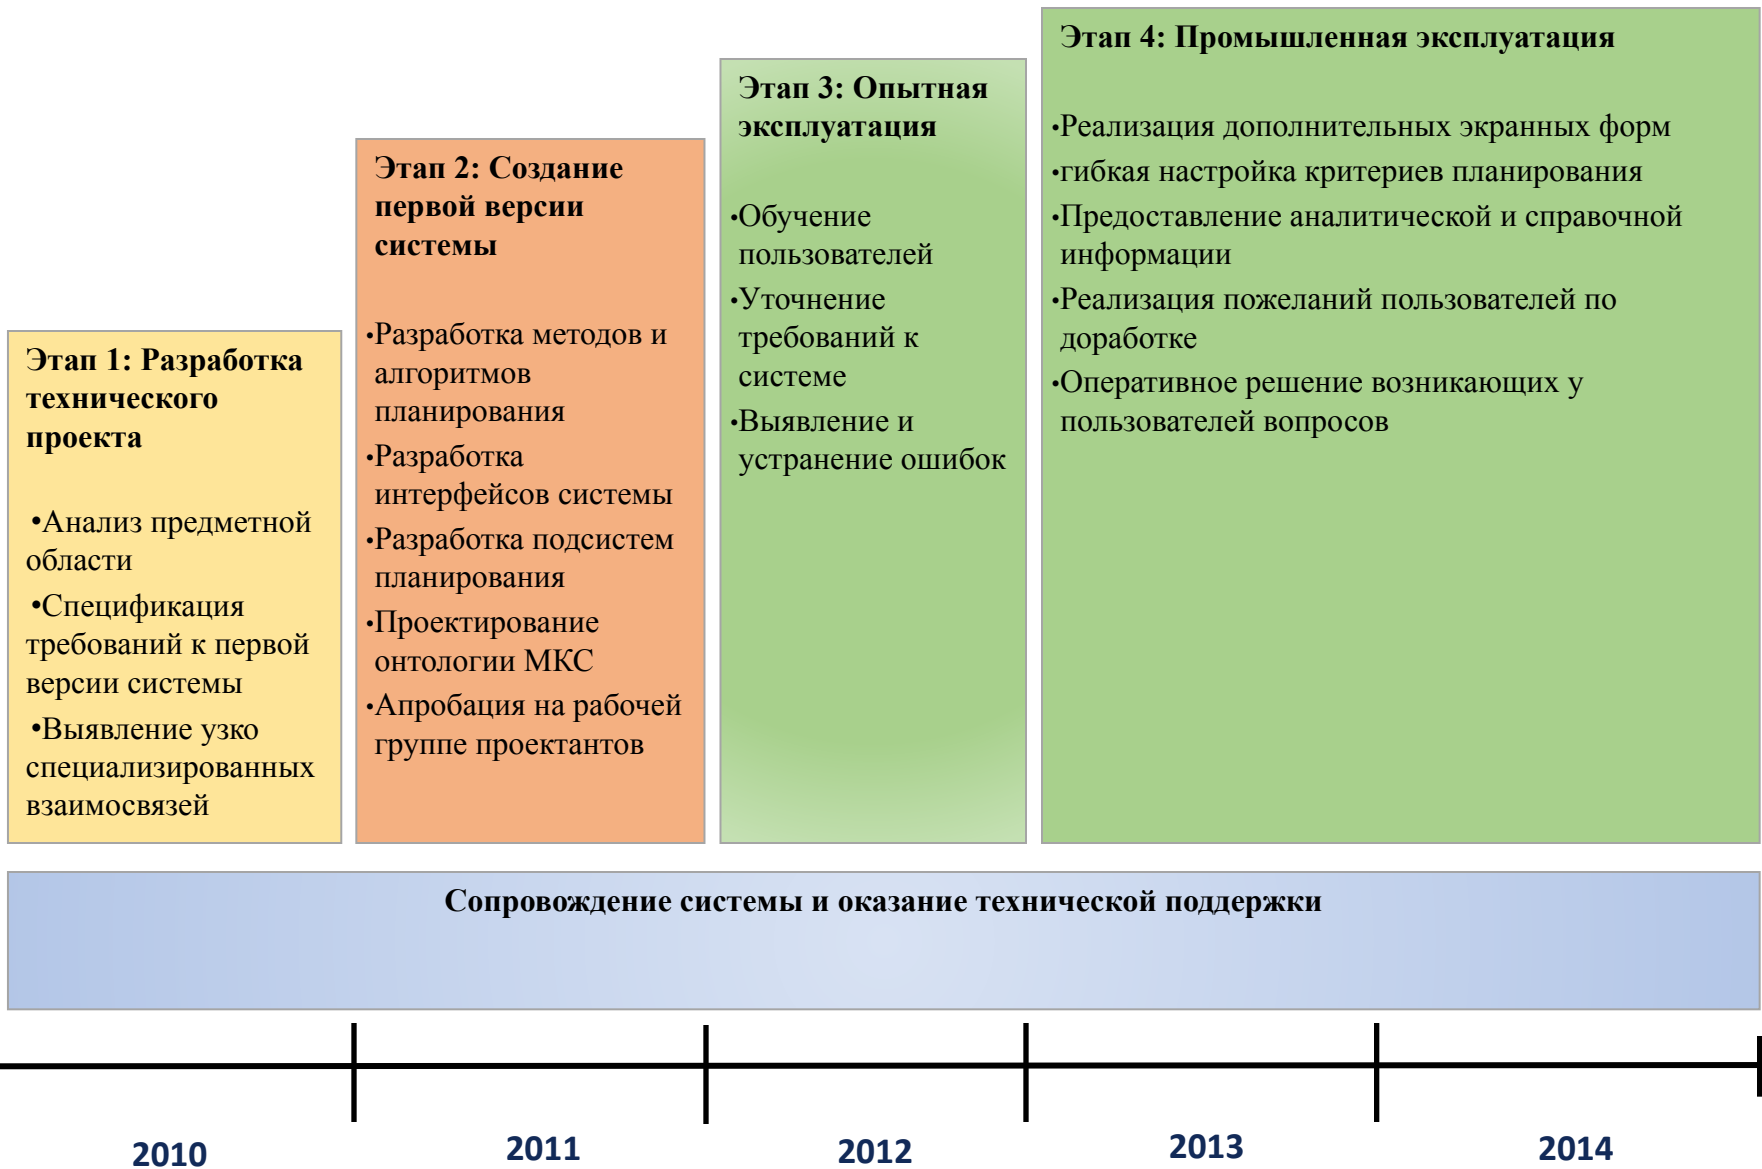 Этап 1: Разработка
технического
проекта
•Анализ предметной
области
•Спецификация
требований к первой
версии системы
•Выявление узко
специализированных
взаимосвязей
Этап 2: Создание
первой версии
системы
•Разработка методов и
алгоритмов
планирования
•Разработка
интерфейсов системы
•Разработка подсистем
планирования
•Проектирование
онтологии МКС
•Апробация на рабочей
группе проектантов
Этап 3: Опытная
эксплуатация
•Обучение
пользователей
•Уточнение
требований к
системе
•Выявление и
устранение ошибок
Этап 4: Промышленная эксплуатация
•Реализация дополнительных экранных форм
•гибкая настройка критериев планирования
•Предоставление аналитической и справочной
информации
•Реализация пожеланий пользователей по
доработке
•Оперативное решение возникающих у
пользователей вопросов
Сопровождение системы и оказание технической поддержки
2010
2011
2012
2013
2014